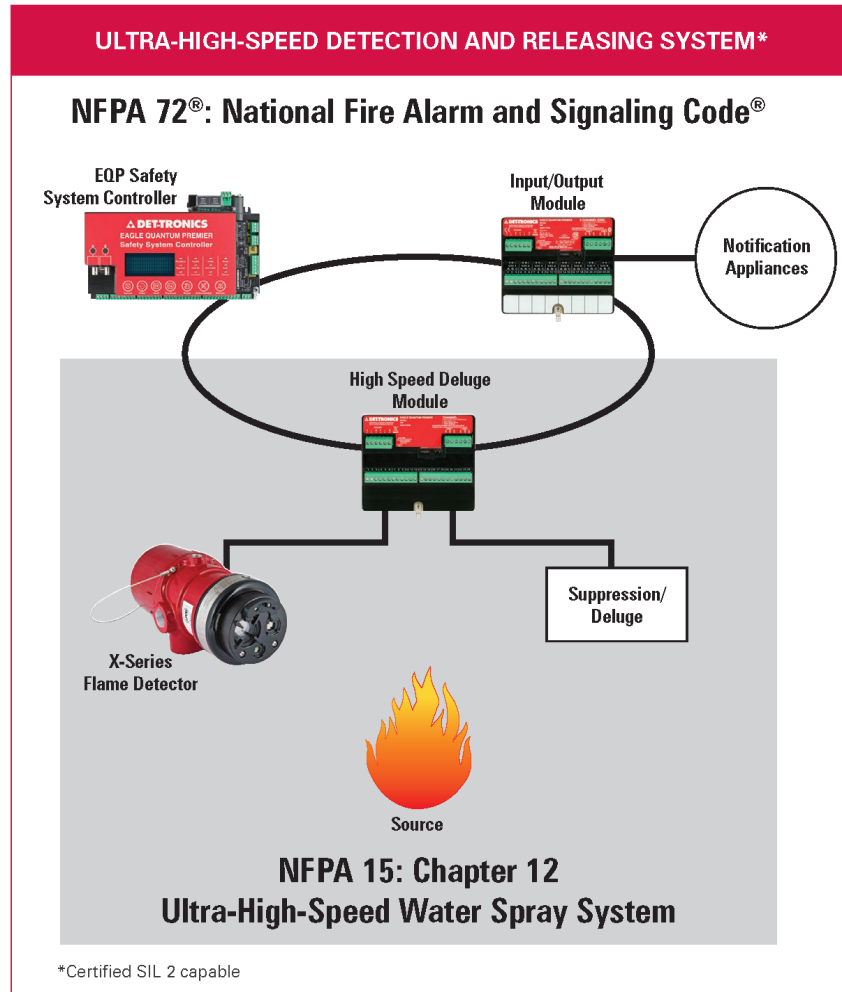 ULTRA-HIGH-SPEED DETECTION AND RELEASING SYSTEM*
NFPA 72®: National Fire Alarm and Signaling Code®
EQP Safety
System Controller
DET-TRONICS
EAGLE QUANTUM PREMIER
Safety System Controller
Input/Output
Module
DET-TRONICS
Notification
Appliances
High Speed Deluge
Module
DET-TRONICS
X-Series
Flame Detector
Suppression/
Deluge
Source
NFPA 15: Chapter 12
Ultra-High-Speed Water Spray System
*Certified SIL 2 capable